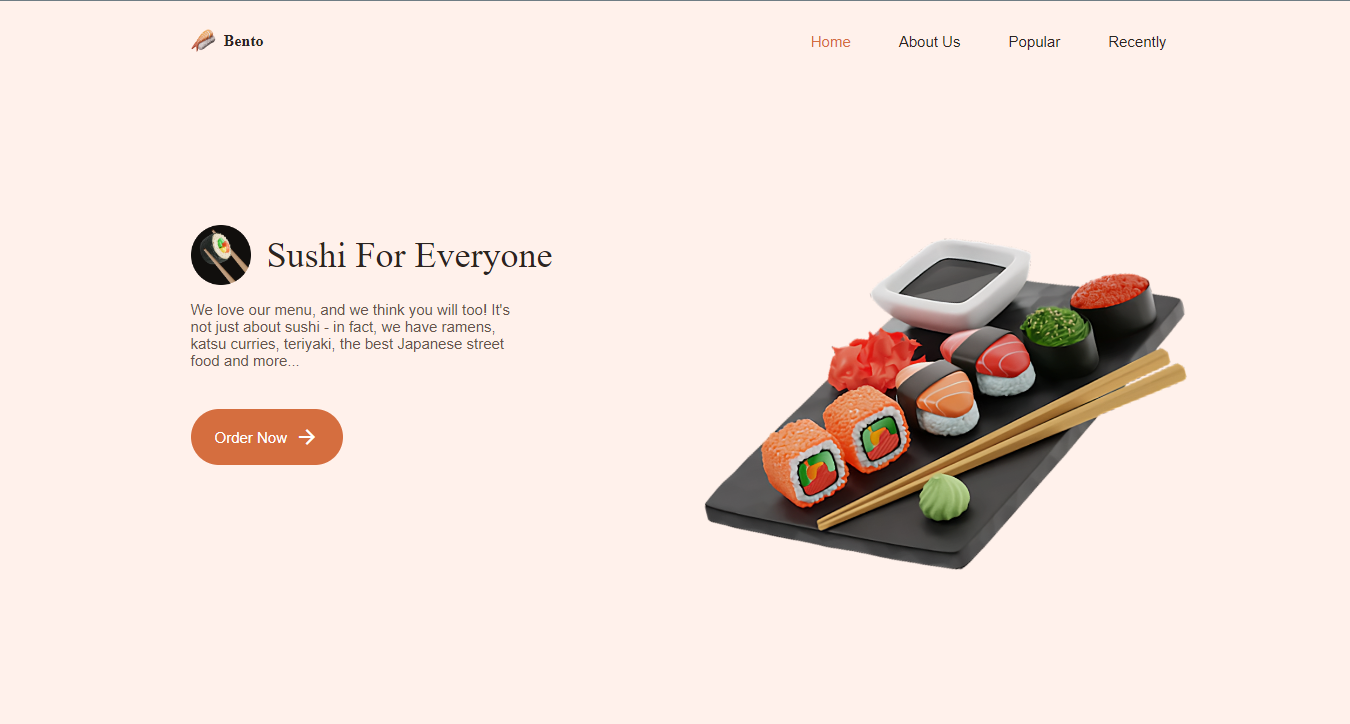 Bento
Home
About Us
Popular
Recently
Sushi For Everyone
We love our menu, and we think you will too! It's
not just about sushi - in fact, we have ramens,
katsu curries, teriyaki, the best Japanese street
food and more...
Order Now